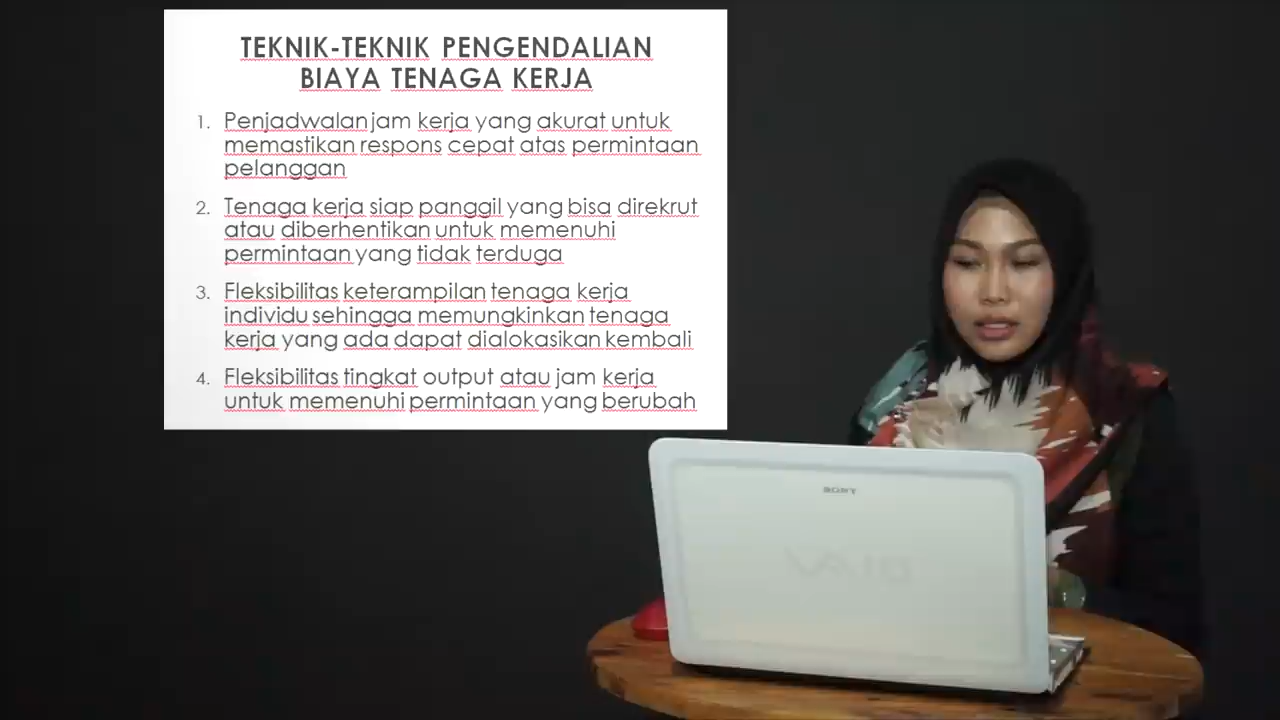 TEKNIK-TEKNIK PENGENDALIAN
BIAYA TENAGA KERJA
1. Penjadwalan jam kerja yang akurat untuk
memastikan respons cepat atas permintaan
pelanggan
2. Tenaga kerja siap panggil yang bisa direkrut
atau diberhentikan untuk memenuhi
permintaan yang tidak terduga
3. Fleksibilitas keterampilan tenaga kerja
individu sehingga memungkinkan tenaga
kerja yang ada dapat dialokasikan kembali
4. Fleksibilitas tingkat output atau jam kerja
untuk memenuhi permintaan yang berubah
SONY
VAIO